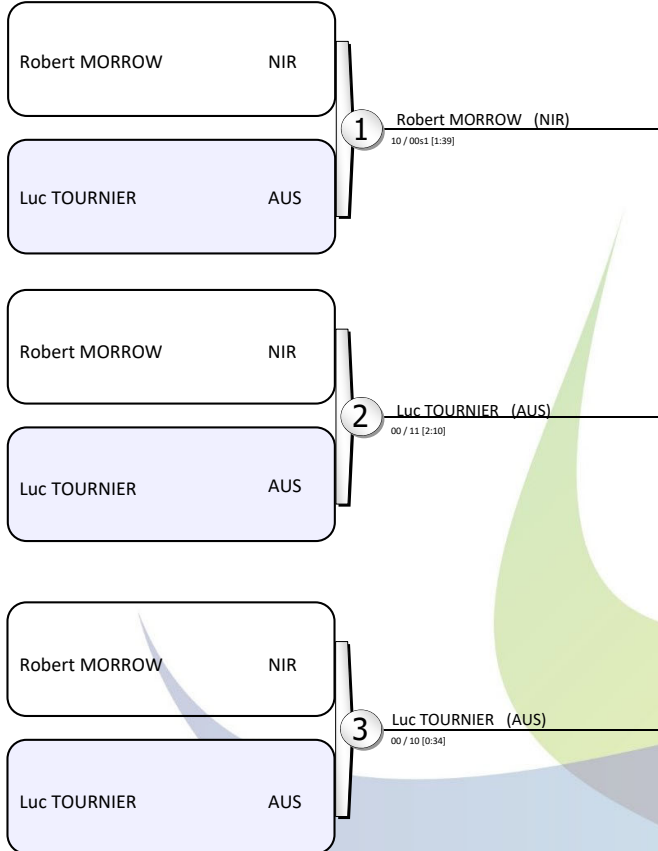 Robert MORROW NIR
1 Robert MORROW (NIR)
10 / 00s1 [1:39]
Luc TOURNIER AUS
Robert MORROW NIR
2 Luc TOURNIER (AUS)
00 / 11 [2:10]
Luc TOURNIER AUS
Robert MORROW NIR
3 Luc TOURNIER (AUS)
00 / 10 [0:34]
Luc TOURNIER AUS